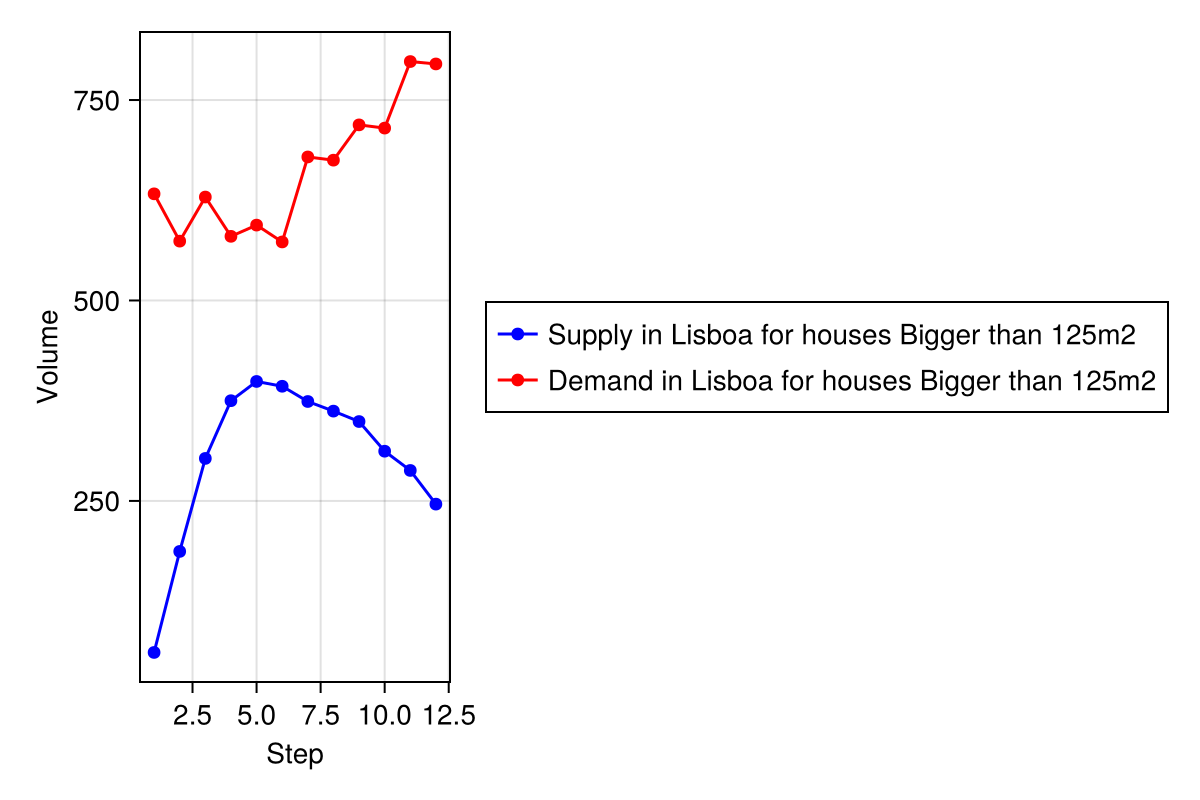 750
500
250
Volume
2.5 5.0 7.5 10.0 12.5
Step
Supply in Lisboa for houses Bigger than 125m2
Demand in Lisboa for houses Bigger than 125m2